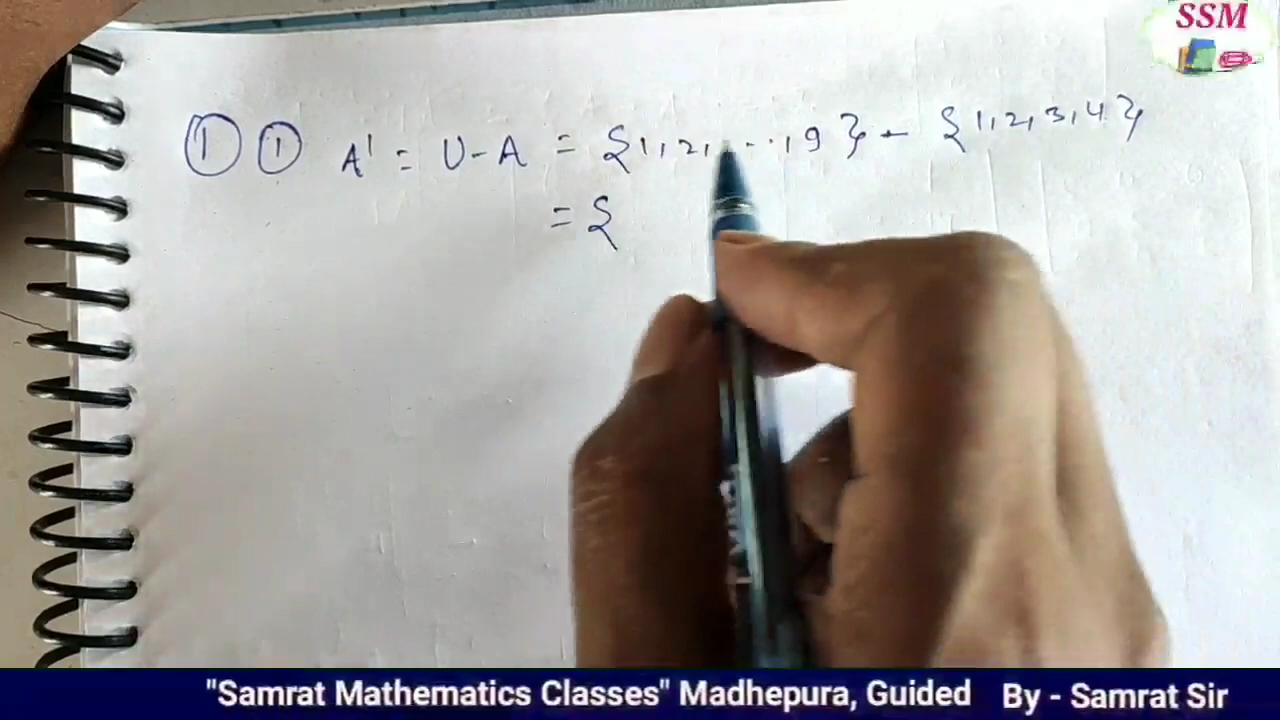 SSM
① ① A' = U - A = {1, 2, ..., 9} - {1, 2, 3, 4}
= {
"Samrat Mathematics Classes" Madhepura, Guided By - Samrat Sir